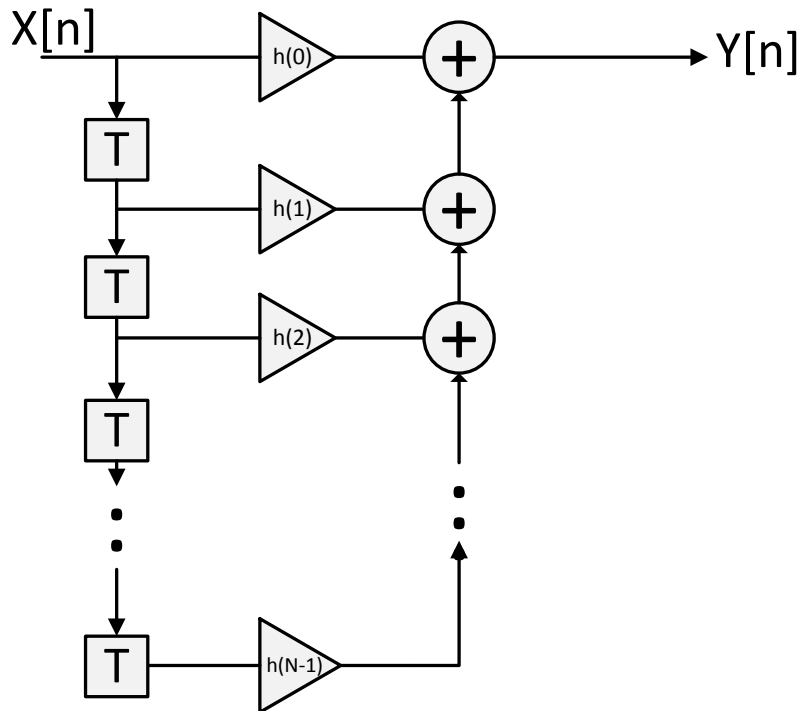 X[n]
h(0)
+
Y[n]
T
h(1)
+
T
h(2)
+
T
T
h(N-1)